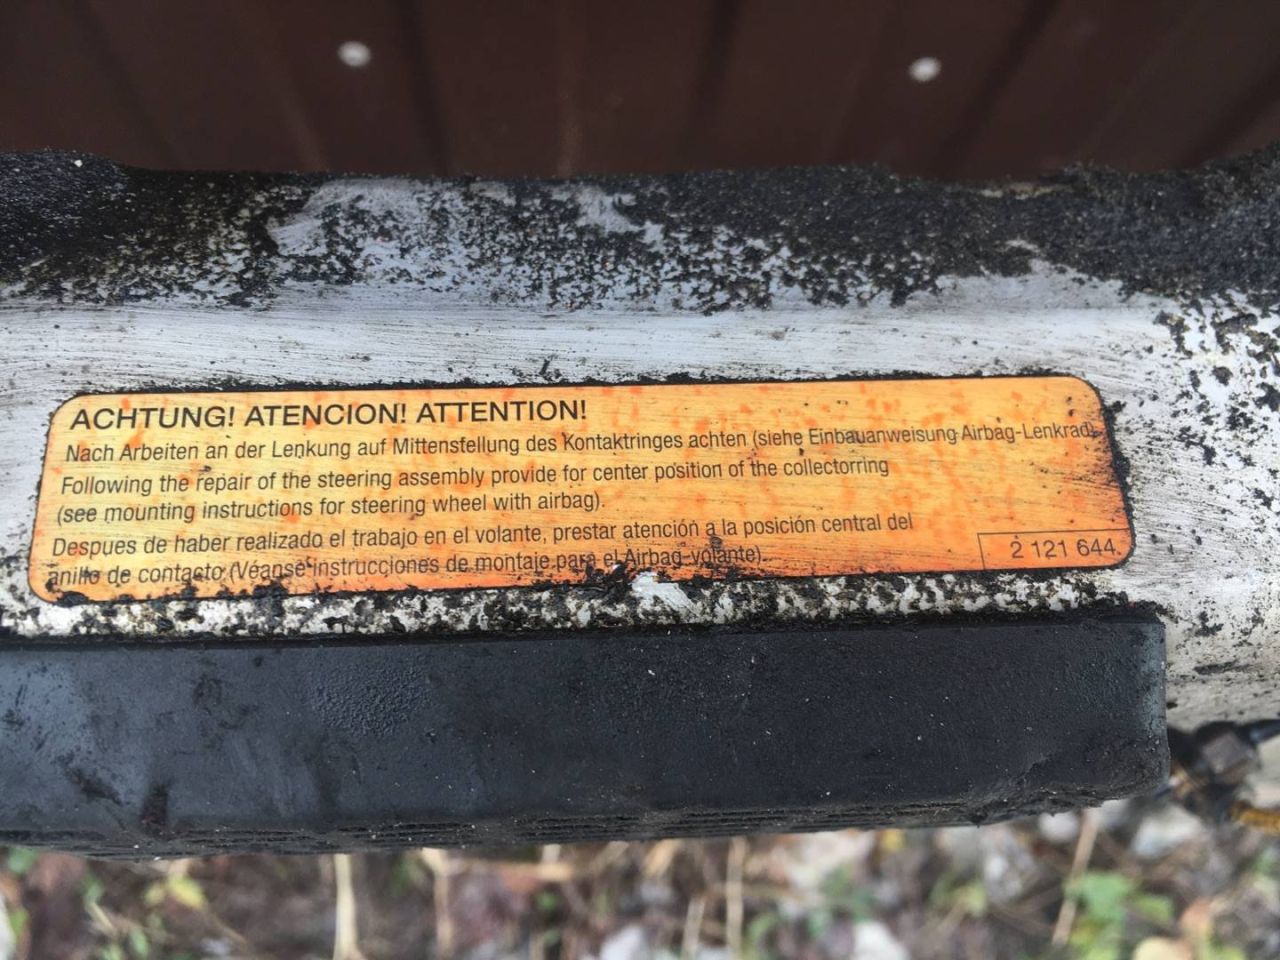 ACHTUNG! ATENCION! ATTENTION!
Nach Arbeiten an der Lenkung auf Mittenstellung des Kontaktringes achten (siehe Einbauanweisung Airbag-Lenkrad).
Following the repair of the steering assembly provide for center position of the collectorring
(see mounting instructions for steering wheel with airbag).
Despues de haber realizado el trabajo en el volante, prestar atención a la posición central del
anillo de contacto (Véanse instrucciones de montaje para el Airbag-volante).
2 121 644